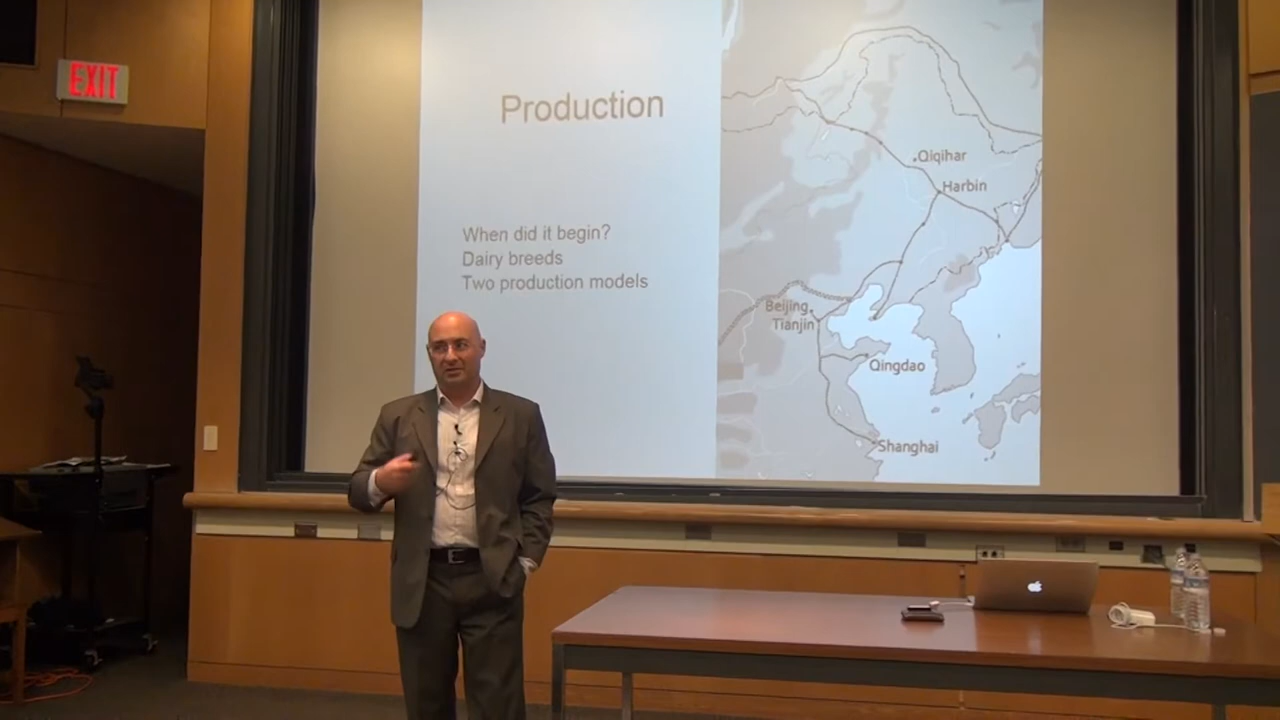 EXIT
Production
When did it begin?
Dairy breeds
Two production models
Qiqihar
Harbin
Beijing
Tianjin
Qingdao
Shanghai